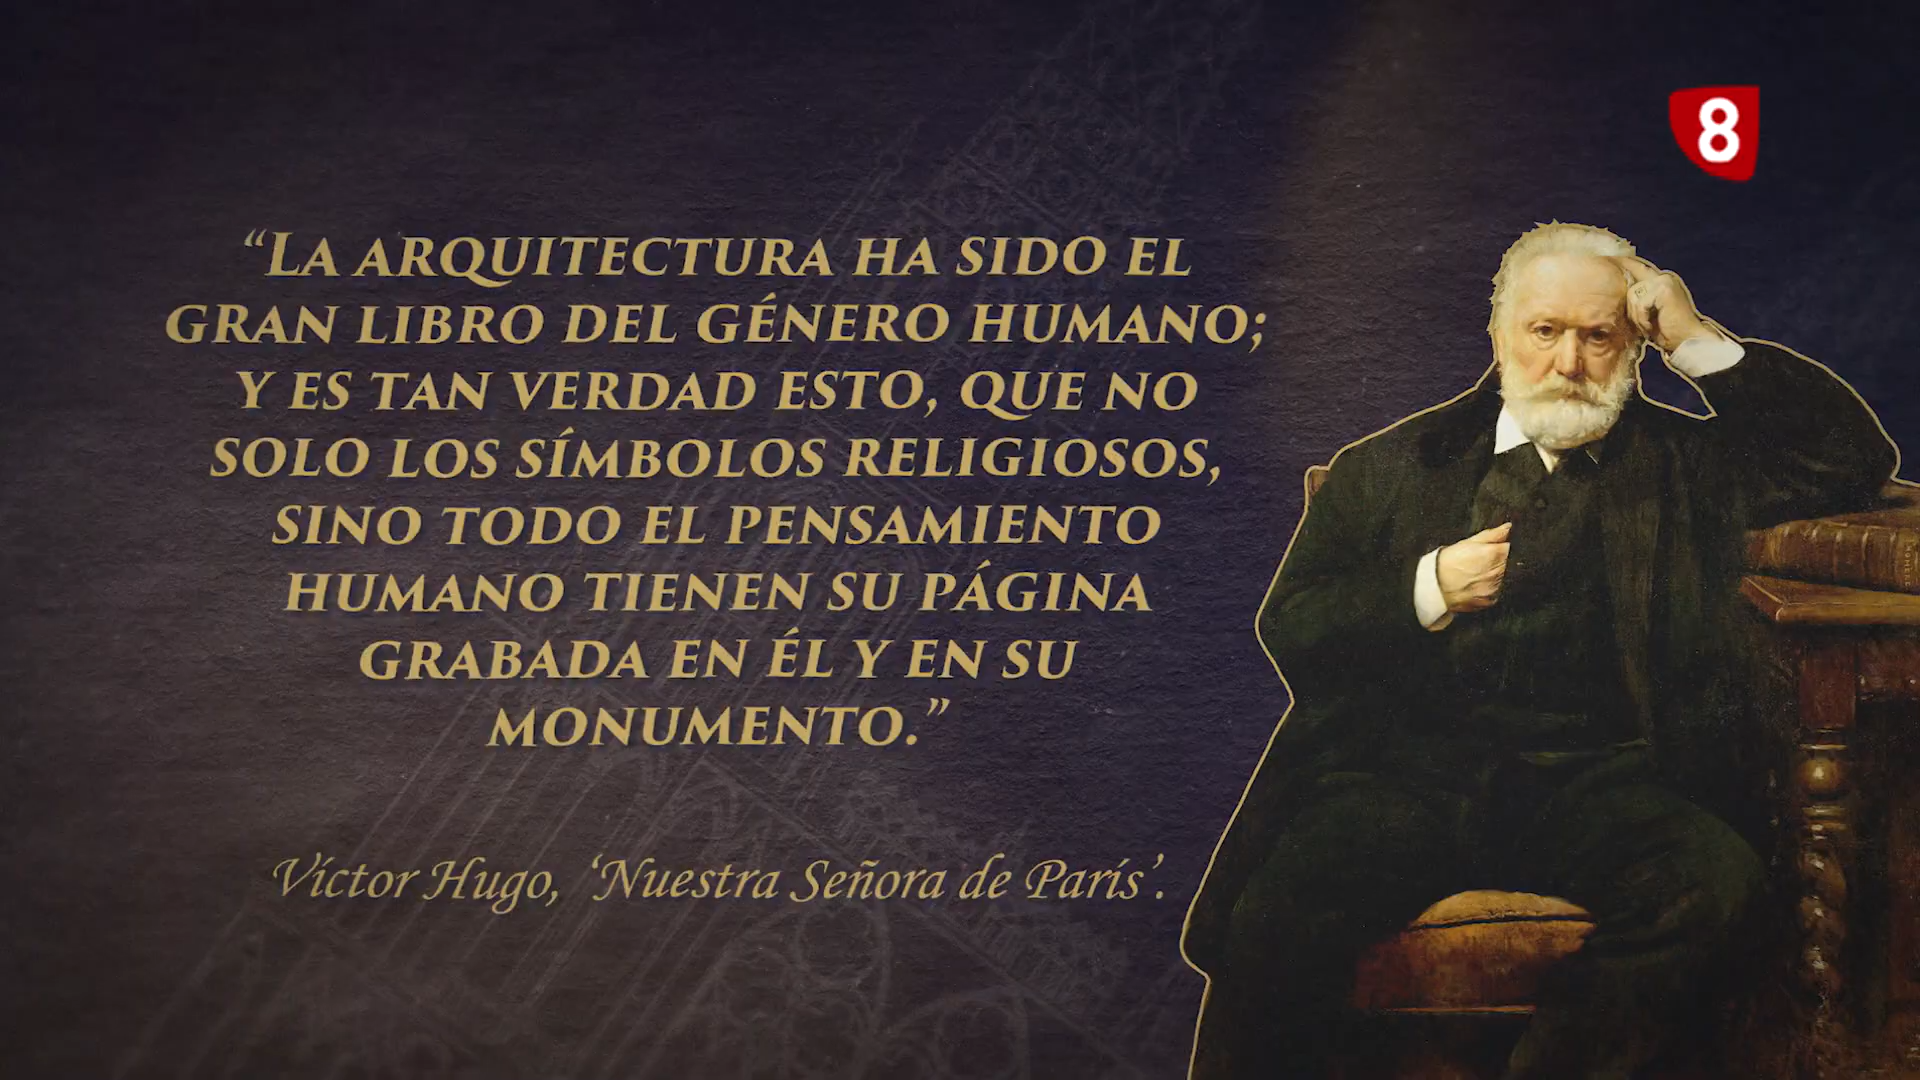 “LA ARQUITECTURA HA SIDO EL
GRAN LIBRO DEL GÉNERO HUMANO;
Y ES TAN VERDAD ESTO, QUE NO
SOLO LOS SÍMBOLOS RELIGIOSOS,
SINO TODO EL PENSAMIENTO
HUMANO TIENEN SU PÁGINA
GRABADA EN ÉL Y EN SU
MONUMENTO.”
Víctor Hugo, ‘Nuestra Señora de París’.
8